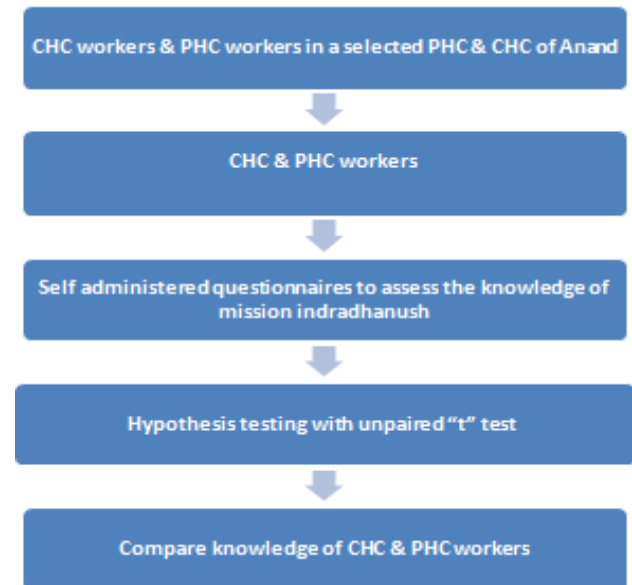 CHC workers & PHC workers in a selected PHC & CHC of Anand
CHC & PHC workers
Self administered questionnaires to assess the knowledge of
mission indradhanush
Hypothesis testing with unpaired “t” test
Compare knowledge of CHC & PHC workers